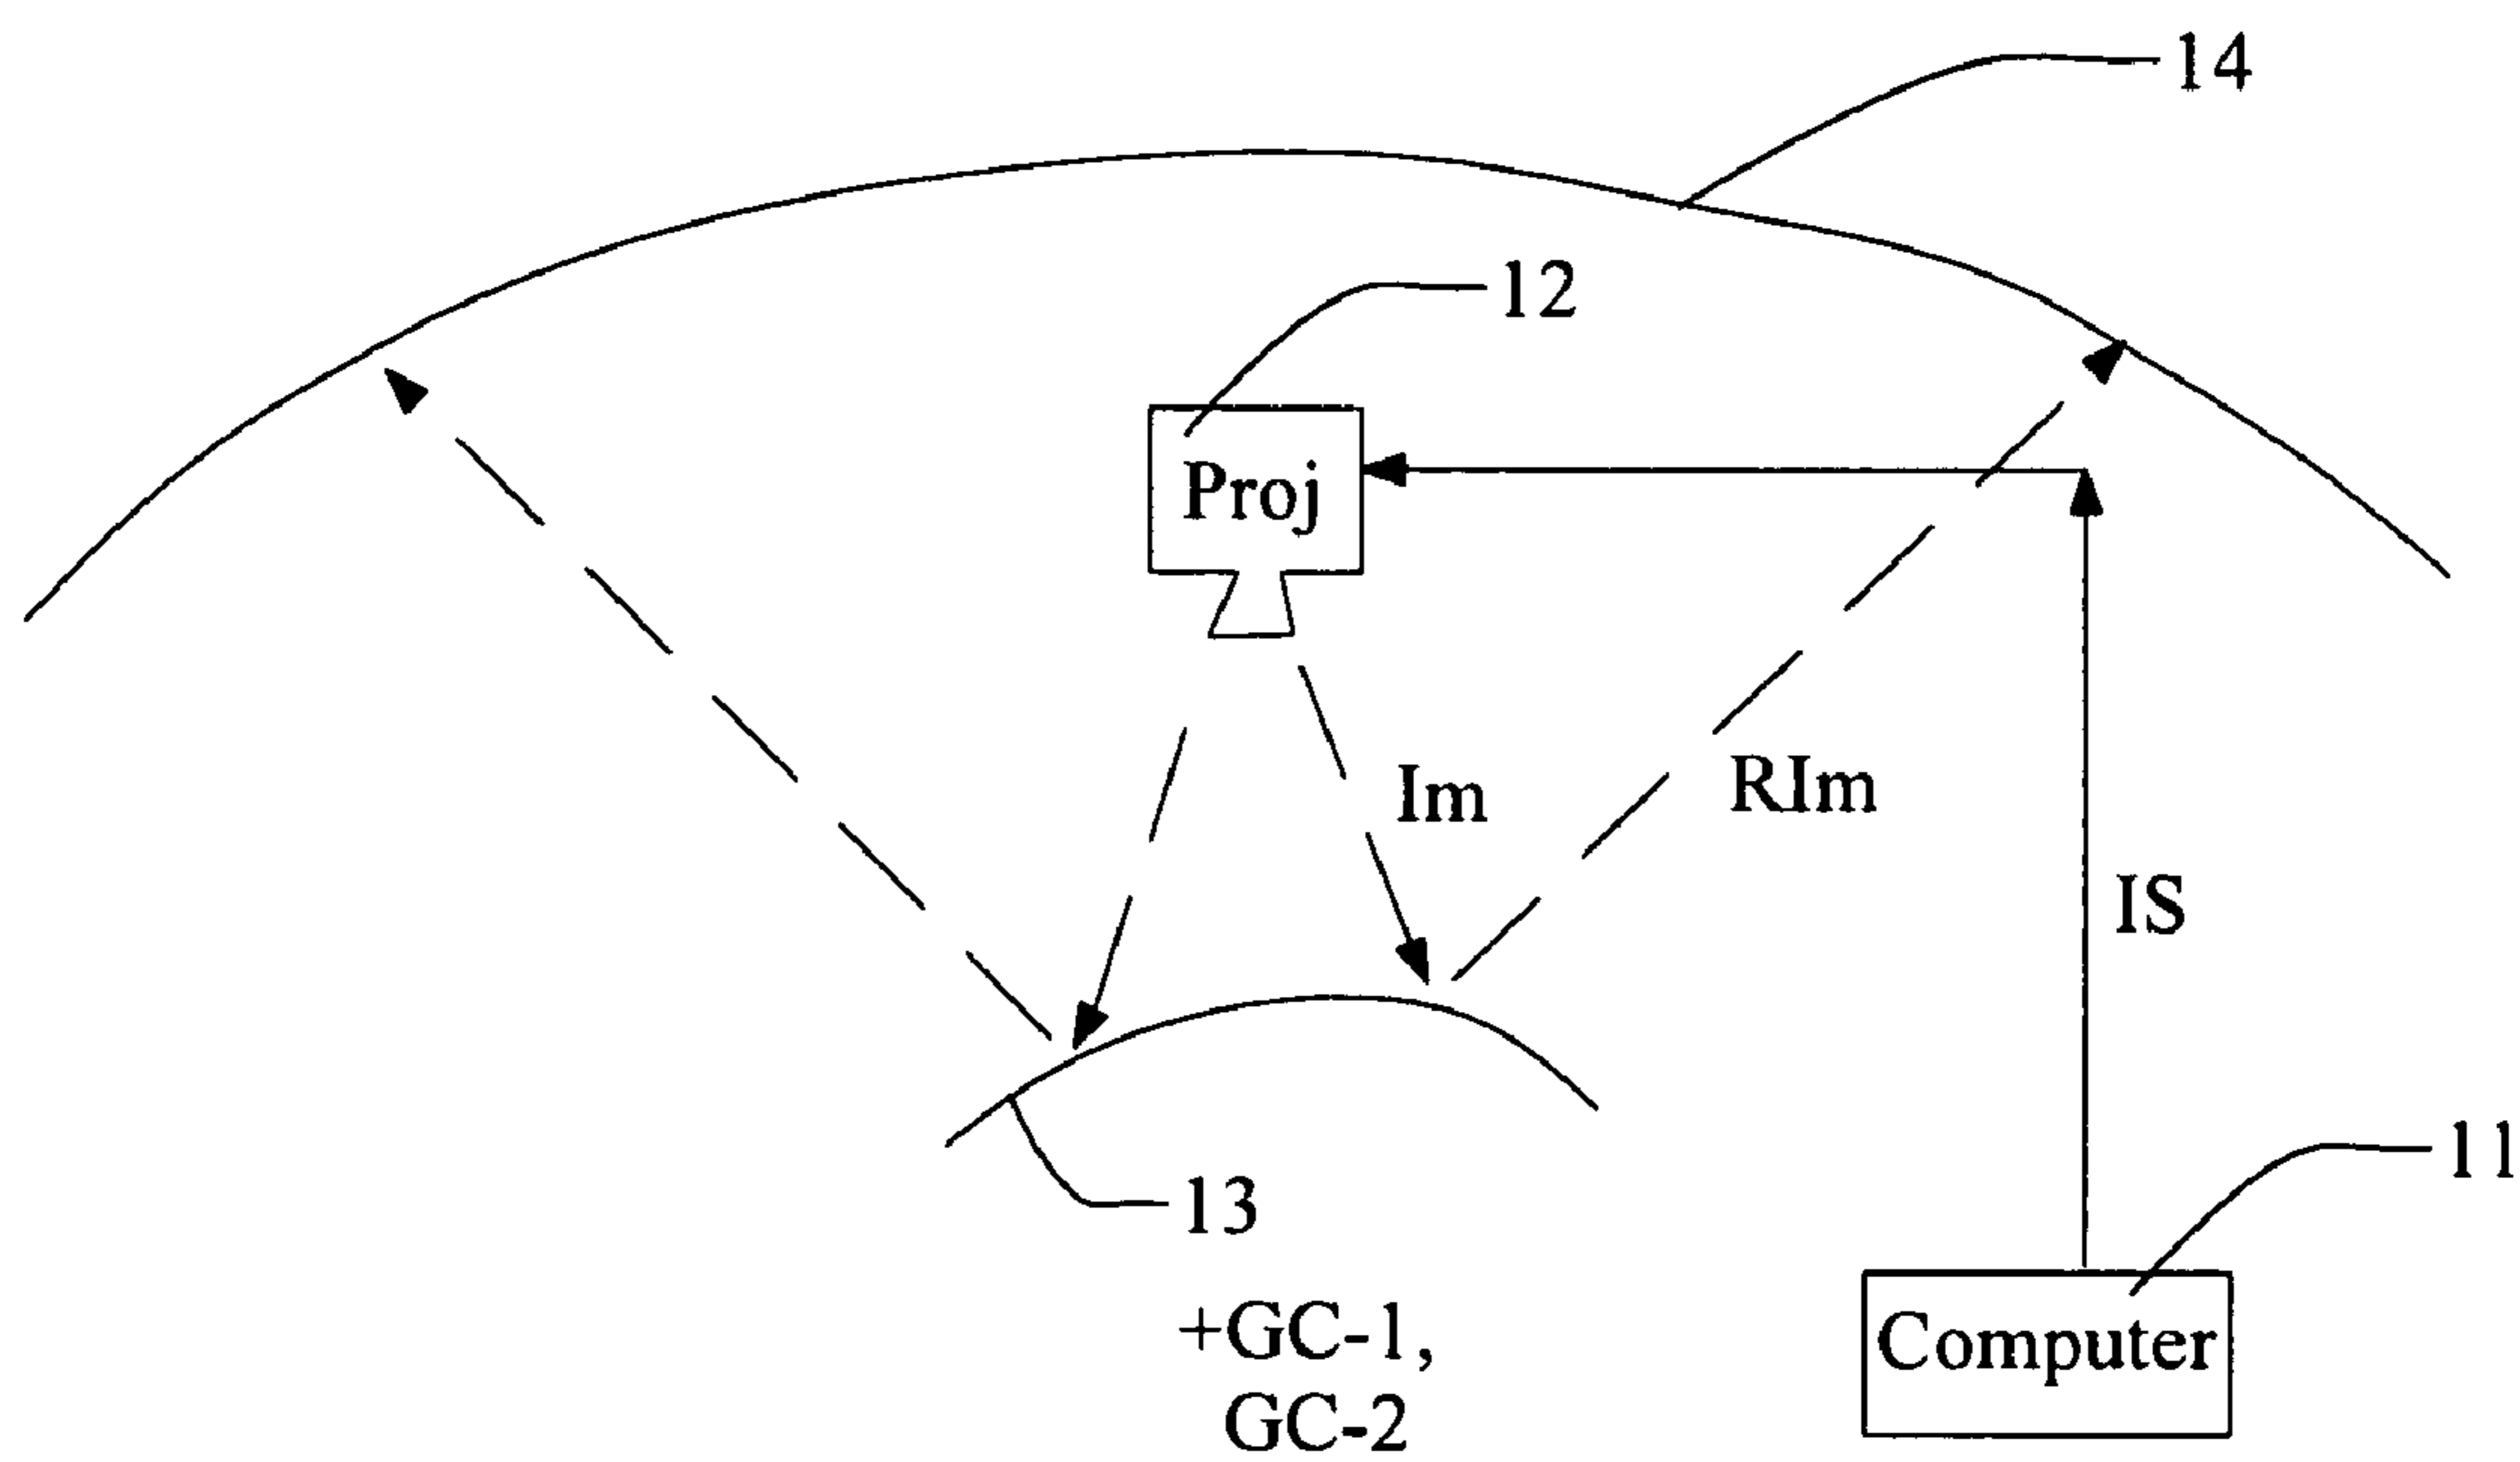 14
12
Proj
Im
RIm
IS
11
13
+GC-1,
GC-2
Computer